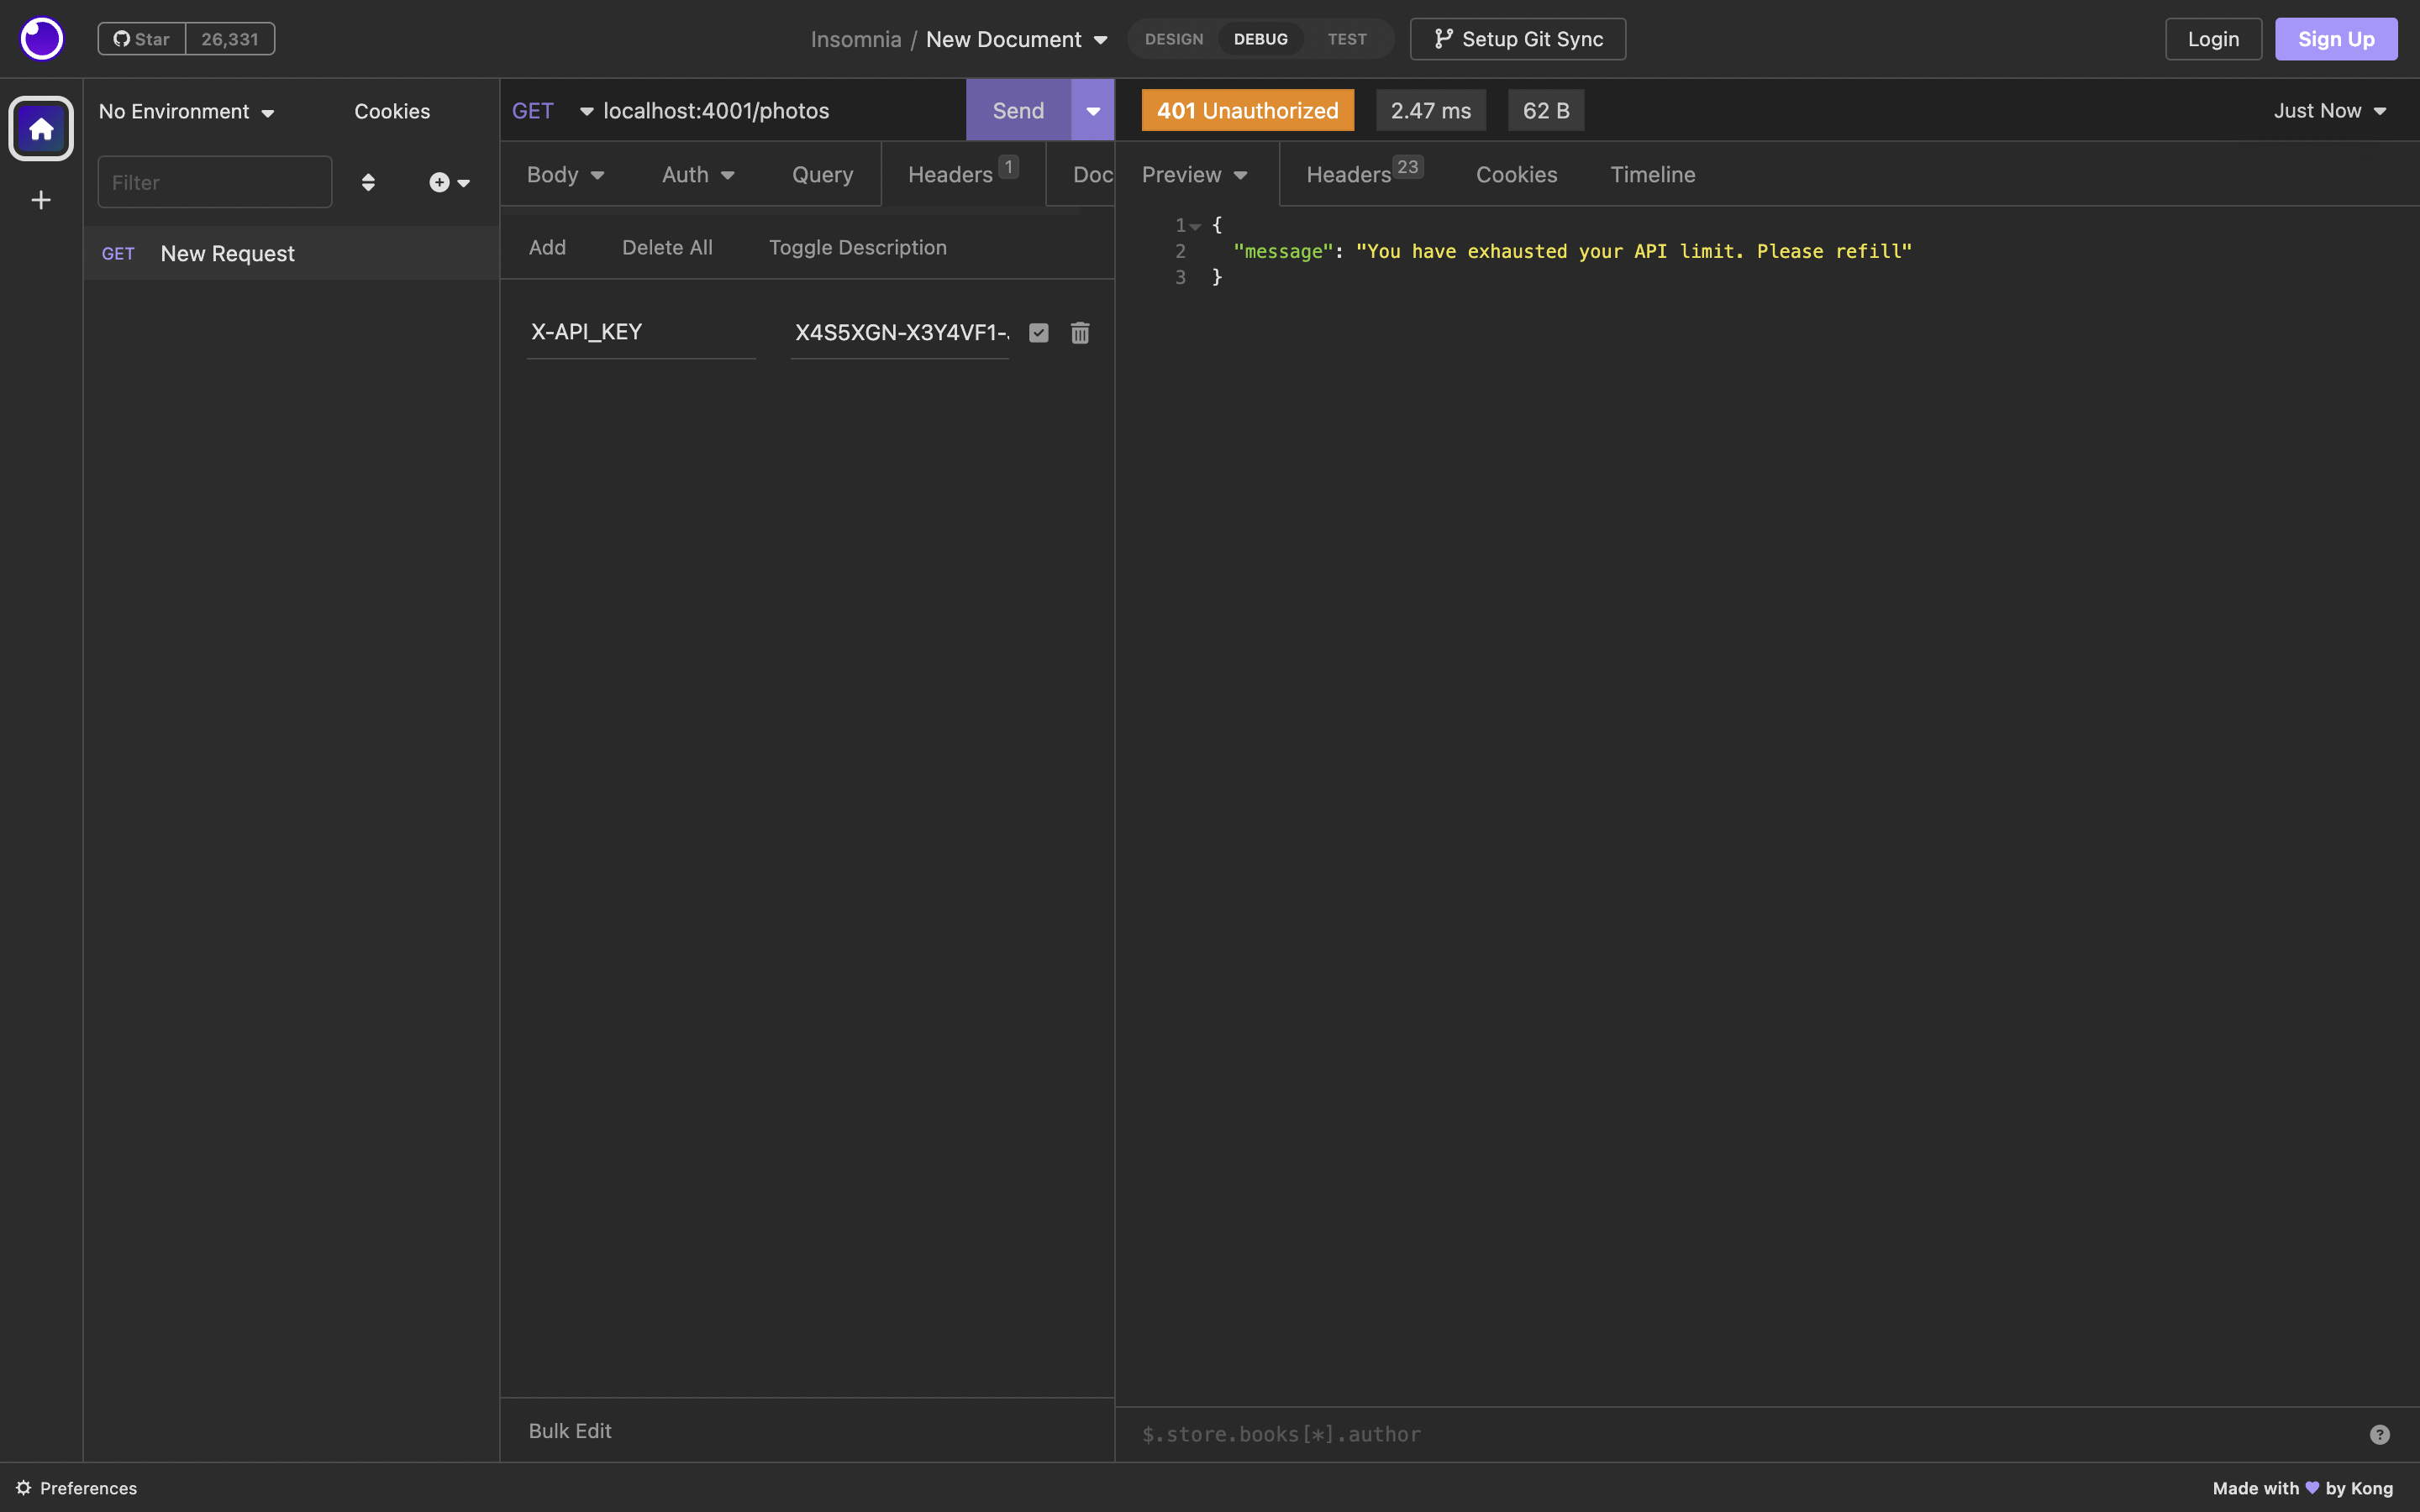 Star 26,331
Insomnia / New Document
DESIGN DEBUG TEST
Setup Git Sync
Login
Sign Up
No Environment
Cookies
Filter
GET New Request
GET localhost:4001/photos
Send
Body Auth Query Headers 1 Doc
Add Delete All Toggle Description
X-API_KEY X4S5XGN-X3Y4VF1-
Bulk Edit
401 Unauthorized 2.47 ms 62 B
Just Now
Preview Headers 23 Cookies Timeline
1 {
2 "message": "You have exhausted your API limit. Please refill"
3 }
$.store.books[*].author
?
Preferences
Made with by Kong